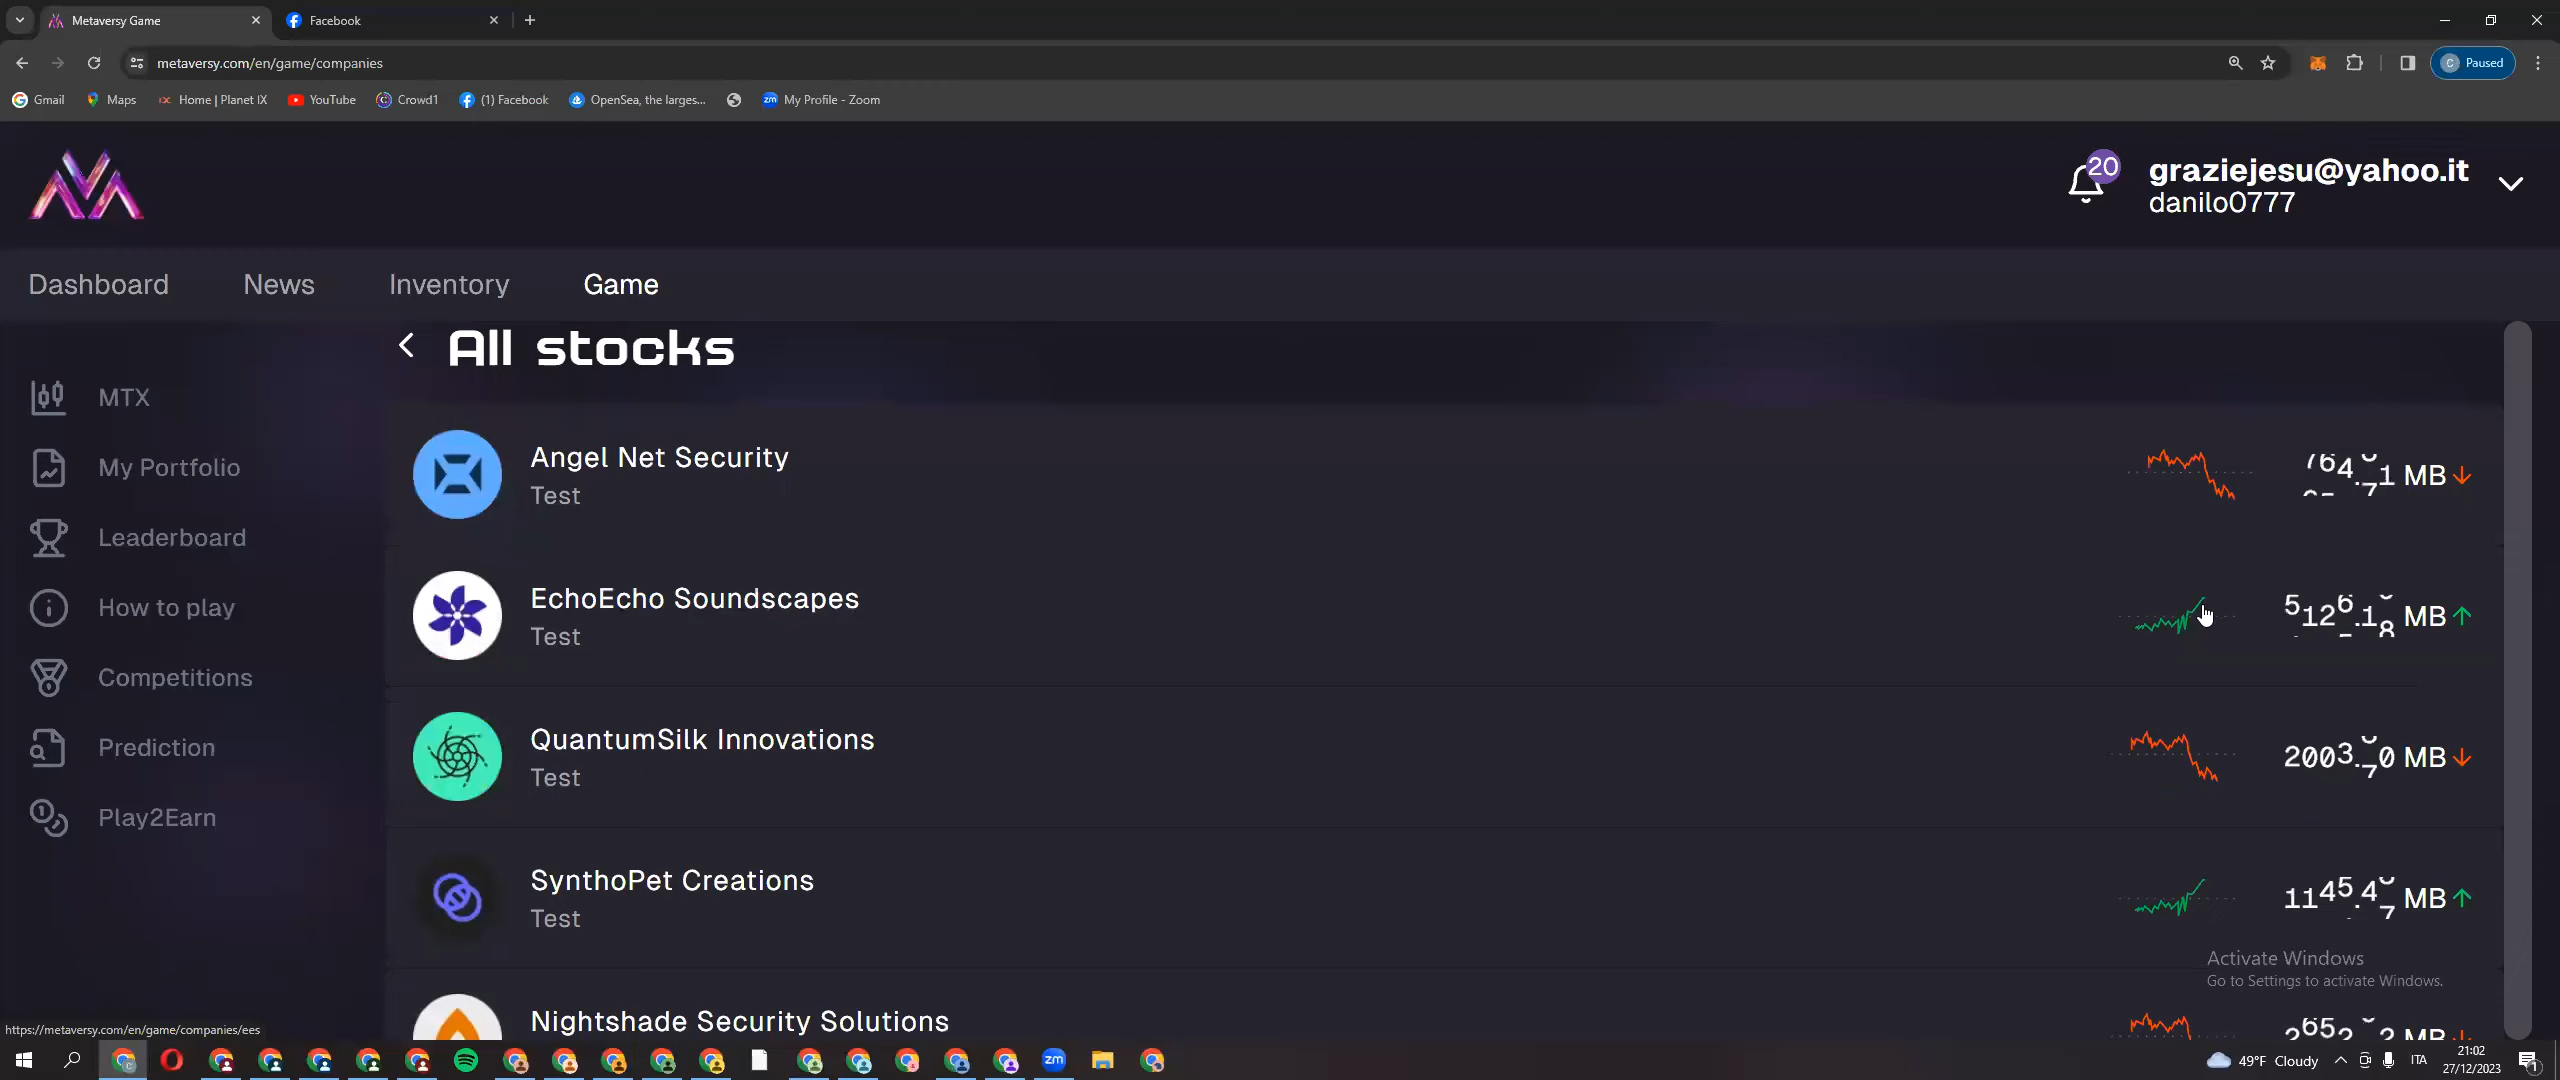 Metaversy Game
Facebook
metaversy.com/en/game/companies
Paused
Gmail
Maps
Home | Planet IX
YouTube
Crowd1
(1) Facebook
OpenSea, the larges...
My Profile - Zoom
20
graziejesu@yahoo.it
danilo0777
Dashboard
News
Inventory
Game
All stocks
MTX
My Portfolio
Leaderboard
How to play
Competitions
Prediction
Play2Earn
Angel Net Security
Test
MB
EchoEcho Soundscapes
Test
MB
QuantumSilk Innovations
Test
MB
SynthoPet Creations
Test
MB
Nightshade Security Solutions
MB
Activate Windows
Go to Settings to activate Windows.
https://metaversy.com/en/game/companies/ees
49°F Cloudy
ITA
21:02
27/12/2023